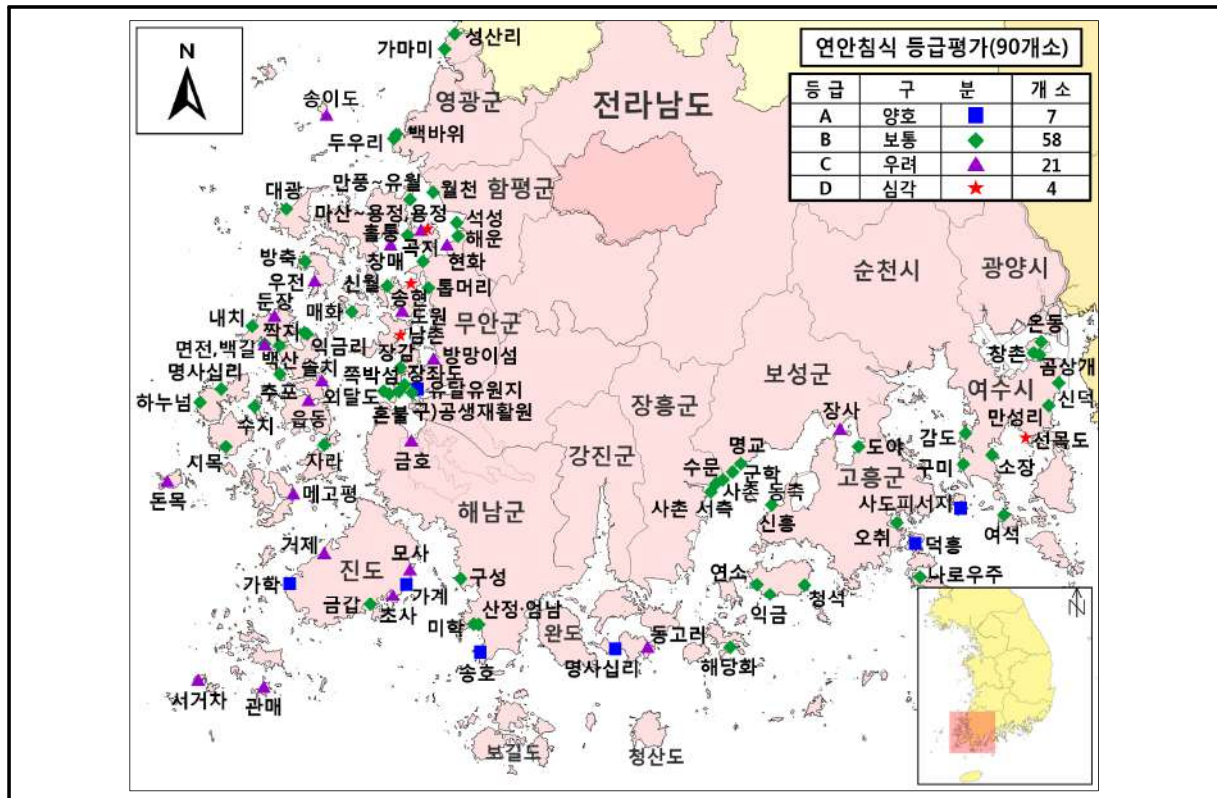 N
연안침식 등급평가(90개소)
등 급 구 분 개 소
A 양호 7
B 보통 58
C 우려 21
D 심각 4
성산리
가마미
영광군
전라남도
송이도
백바위
두우리
만풍~유월
월천
함평군
대광
마산~용정,용정
석성
홀통
해운
곡지
방축
창매
현화
순천시
광양시
우전
신월
톱머리
송현
둔장
매화
도원
무안군
내치
짝지
남촌
온동
면전,백길
익금리
장감
방망이섬
창촌
곰상개
백산
명사십리
솔치
쪽박섬
장좌도
보성군
여수시
신덕
추포
외달도
유달유원지
하누넘
장흥군
장사
만성리
수치
읍동
혼불
구)공생재활원
감도
선목도
지목
자라
금호
강진군
명교
도야
수문
군학
고흥군
구미
소장
돈목
메고평
사촌 동측
사촌 서측
사도피서지
해남군
신흥
오취
여석
거제
모사
덕흥
가학
진도
가계
구성
연소
나로우주
금갑
초사
산정
엄남
익금
청석
미학
완도
동고러
송호
명사십리
해당화
서거차
관매
보길도
청산도
N